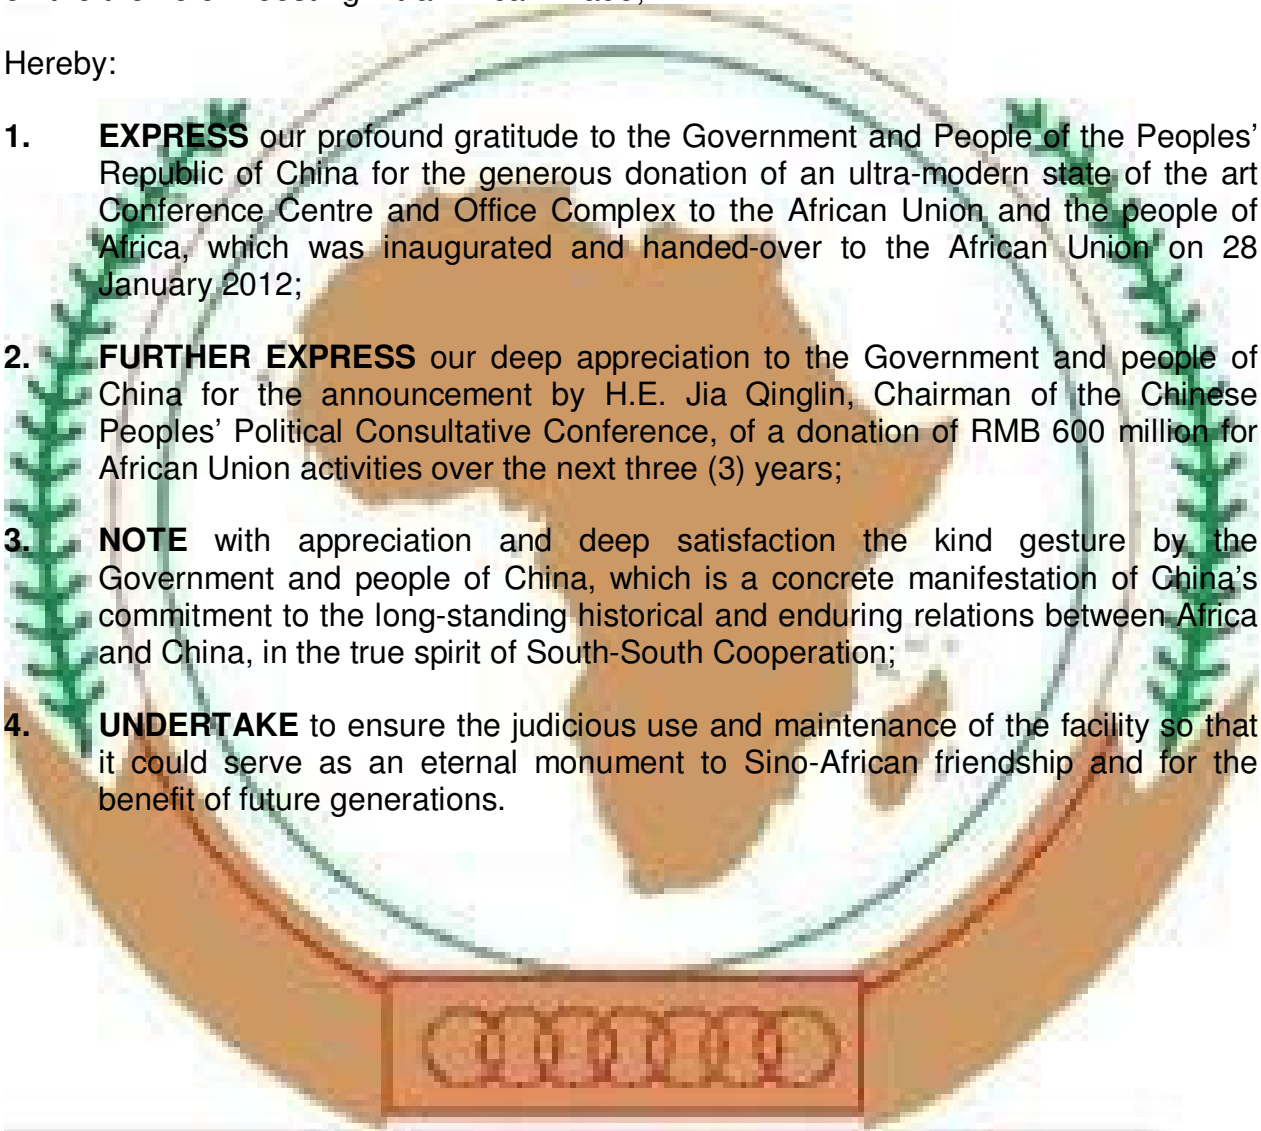 Hereby:
1. EXPRESS our profound gratitude to the Government and People of the Peoples’
Republic of China for the generous donation of an ultra-modern state of the art
Conference Centre and Office Complex to the African Union and the people of
Africa, which was inaugurated and handed-over to the African Union on 28
January 2012;
2. FURTHER EXPRESS our deep appreciation to the Government and people of
China for the announcement by H.E. Jia Qinglin, Chairman of the Chinese
Peoples’ Political Consultative Conference, of a donation of RMB 600 million for
African Union activities over the next three (3) years;
3. NOTE with appreciation and deep satisfaction the kind gesture by the
Government and people of China, which is a concrete manifestation of China’s
commitment to the long-standing historical and enduring relations between Africa
and China, in the true spirit of South-South Cooperation;
4. UNDERTAKE to ensure the judicious use and maintenance of the facility so that
it could serve as an eternal monument to Sino-African friendship and for the
benefit of future generations.